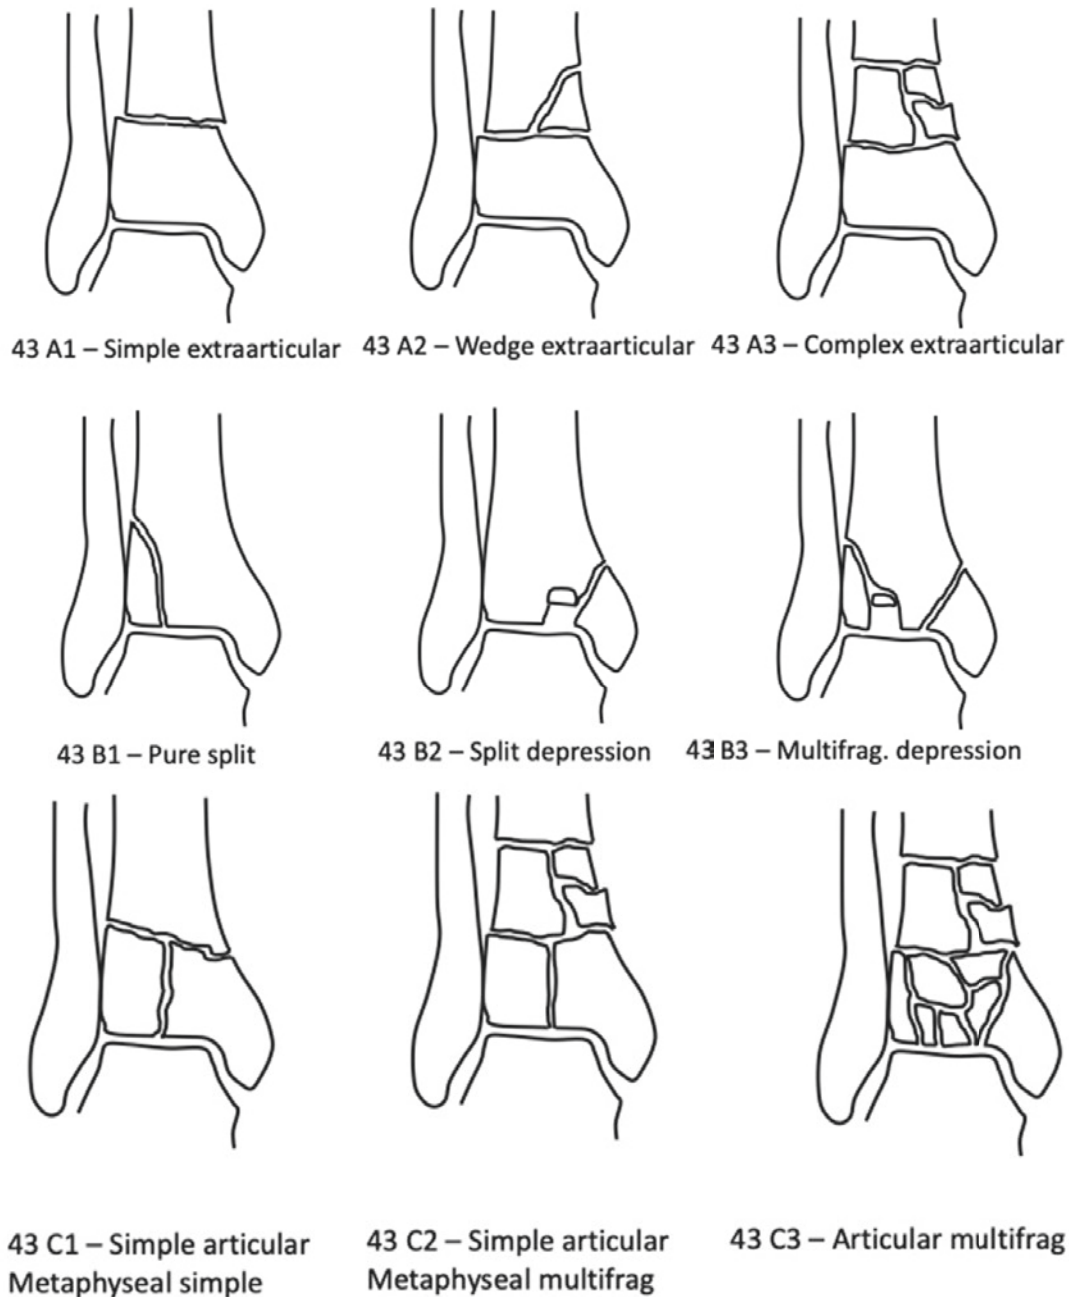 43 A1 – Simple extraarticular
43 A2 – Wedge extraarticular
43 A3 – Complex extraarticular
43 B1 – Pure split
43 B2 – Split depression
43 B3 – Multifrag. depression
43 C1 – Simple articular
Metaphyseal simple
43 C2 – Simple articular
Metaphyseal multifrag
43 C3 – Articular multifrag